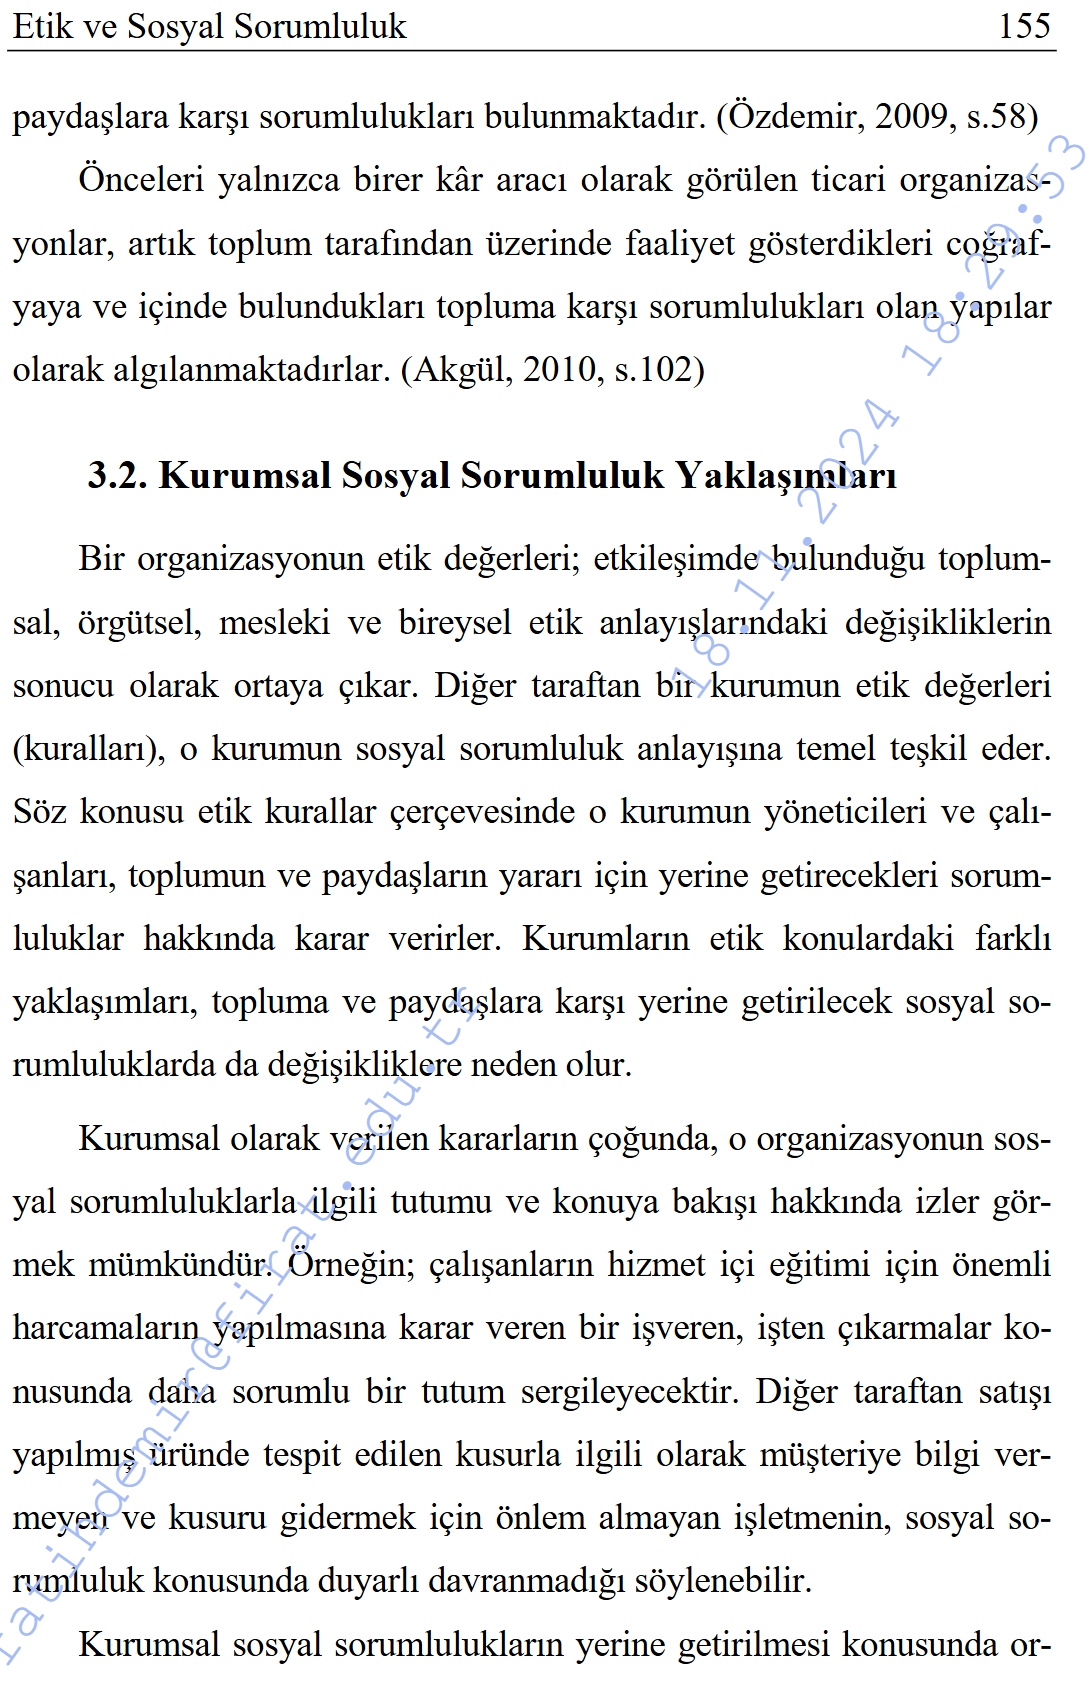 Etik ve Sosyal Sorumluluk 155
paydaşlara karşı sorumlulukları bulunmaktadır. (Özdemir, 2009, s.58)
Önceleri yalnızca birer kâr aracı olarak görülen ticari organizas-
yonlar, artık toplum tarafından üzerinde faaliyet gösterdikleri coğraf-
yaya ve içinde bulundukları topluma karşı sorumlulukları olan yapılar
olarak algılanmaktadırlar. (Akgül, 2010, s.102)
3.2. Kurumsal Sosyal Sorumluluk Yaklaşımları
Bir organizasyonun etik değerleri; etkileşimde bulunduğu toplum-
sal, örgütsel, mesleki ve bireysel etik anlayışlarındaki değişikliklerin
sonucu olarak ortaya çıkar. Diğer taraftan bir kurumun etik değerleri
(kuralları), o kurumun sosyal sorumluluk anlayışına temel teşkil eder.
Söz konusu etik kurallar çerçevesinde o kurumun yöneticileri ve çalı-
şanları, toplumun ve paydaşların yararı için yerine getirecekleri sorum-
luluklar hakkında karar verirler. Kurumların etik konulardaki farklı
yaklaşımları, topluma ve paydaşlara karşı yerine getirilecek sosyal so-
rumluluklarda da değişikliklere neden olur.
Kurumsal olarak verilen kararların çoğunda, o organizasyonun sos-
yal sorumluluklarla ilgili tutumu ve konuya bakışı hakkında izler gör-
mek mümkündür. Örneğin; çalışanların hizmet içi eğitimi için önemli
harcamaların yapılmasına karar veren bir işveren, işten çıkarmalar ko-
nusunda daha sorumlu bir tutum sergileyecektir. Diğer taraftan satışı
yapılmış üründe tespit edilen kusurla ilgili olarak müşteriye bilgi ver-
meyen ve kusuru gidermek için önlem almayan işletmenin, sosyal so-
rumluluk konusunda duyarlı davranmadığı söylenebilir.
Kurumsal sosyal sorumlulukların yerine getirilmesi konusunda or-
fatihdemir@firat.edu.tr
18.11.2024 18:29:53